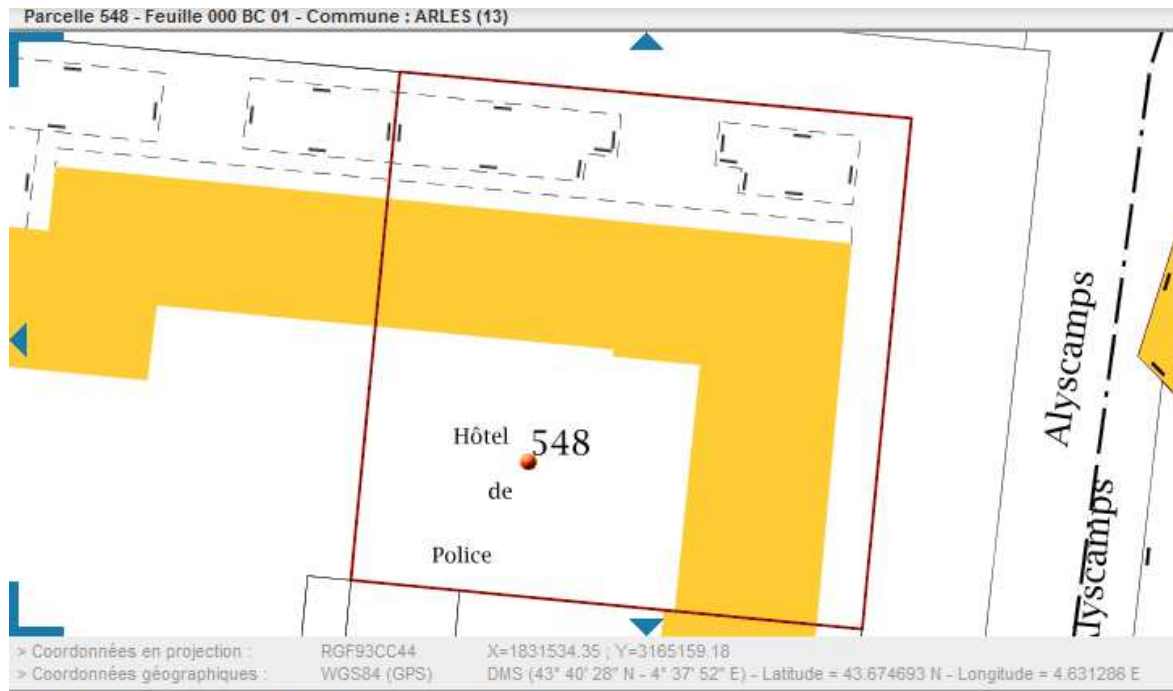 Parcelle 548 - Feuille 000 BC 01 - Commune : ARLES (13)
Alyscamps
Hôtel 548
de
Police
lyscamps
> Coordonnées en projection : RGF93CC44 X=1831534.35 ; Y=3165159.18
> Coordonnées géographiques : WGS84 (GPS) DMS (43° 40' 28" N - 4° 37' 52" E) - Latitude = 43.674693 N - Longitude = 4.631286 E